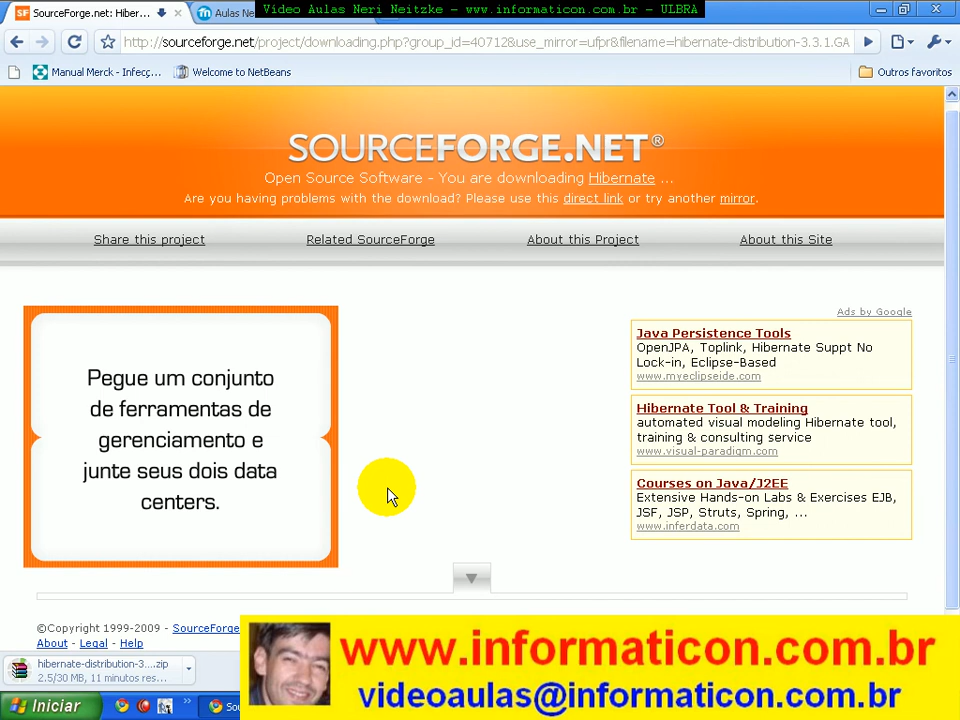 Video Aulas Neri Neitzke - www.informaticon.com.br - ULBRA
SourceForge.net: Hiber...
Aulas Ne
http://sourceforge.net/project/downloading.php?group_id=40712&use_mirror=ufpr&filename=hibernate-distribution-3.3.1.GA
Manual Merck - Infecç...
Welcome to NetBeans
Outros favoritos
SOURCEFORGE.NET®
Open Source Software - You are downloading Hibernate ...
Are you having problems with the download? Please use this direct link or try another mirror.
Share this project
Related SourceForge
About this Project
About this Site
Pegue um conjunto
de ferramentas de
gerenciamento e
junte seus dois data
centers.
Ads by Google
Java Persistence Tools
OpenJPA, Toplink, Hibernate Suppt No
Lock-in, Eclipse-Based
www.myeclipseide.com
Hibernate Tool & Training
automated visual modeling Hibernate tool,
training & consulting service
www.visual-paradigm.com
Courses on Java/J2EE
Extensive Hands-on Labs & Exercises EJB,
JSF, JSP, Struts, Spring, ...
www.inferdata.com
©Copyright 1999-2009 - SourceForge
About - Legal - Help
hibernate-distribution-3....zip
2.5/30 MB, 11 minutos res...
www.informaticon.com.br
videoaulas@informaticon.com.br
Iniciar
Sou